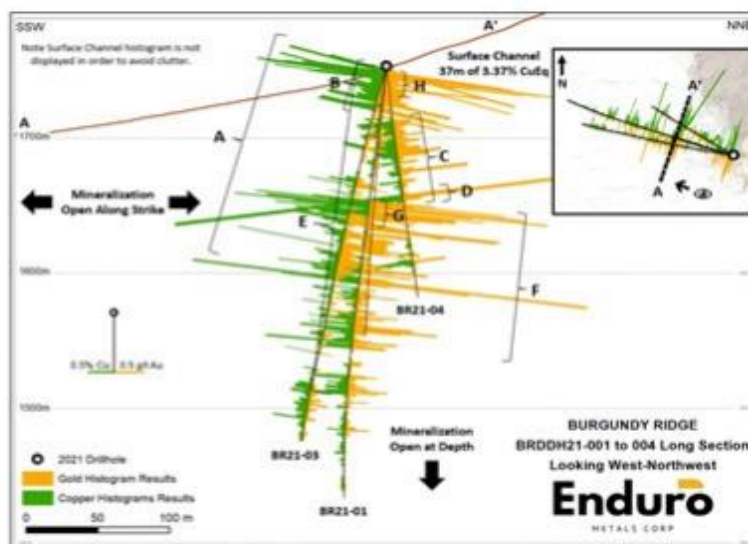 SSW
A'
NNE
Note Surface Channel histogram is not
displayed in order to avoid clutter.
Surface Channel
37m of 3.37% CuEq
A'
N
A
B
H
A
1700m
C
A
Mineralization
Open Along Strike
D
G
E
1600m
F
BR21-04
0.5% Cu 0.5 g/t Au
1500m
Mineralization
Open at Depth
BURGUNDY RIDGE
BRDDH21-001 to 004 Long Section
Looking West-Northwest
2021 Drillhole
BR21-03
Gold Histogram Results
Copper Histograms Results
Enduro
METALS CORP
BR21-01
0 50 100 m